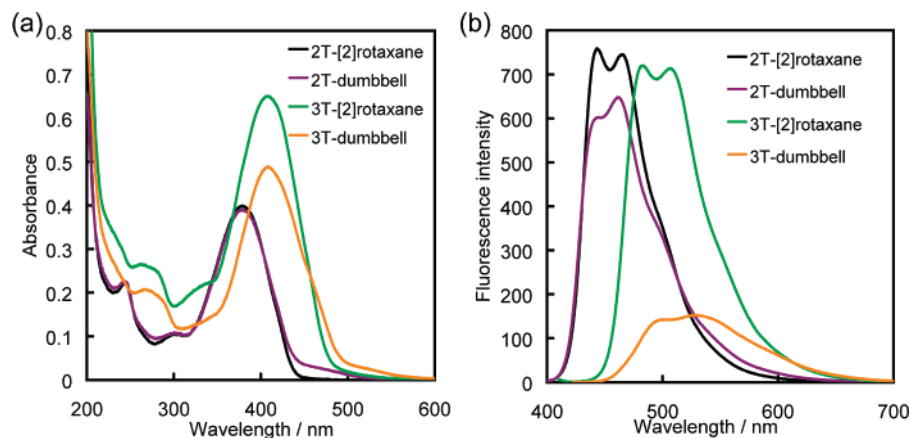 (a)
0.8
0.7
0.6
0.5
0.4
0.3
0.2
0.1
0
Absorbance
2T-[2]rotaxane
2T-dumbbell
3T-[2]rotaxane
3T-dumbbell
200 300 400 500 600
Wavelength / nm
(b)
800
700
600
500
400
300
200
100
0
Fluorescence intensity
2T-[2]rotaxane
2T-dumbbell
3T-[2]rotaxane
3T-dumbbell
400 500 600 700
Wavelength / nm